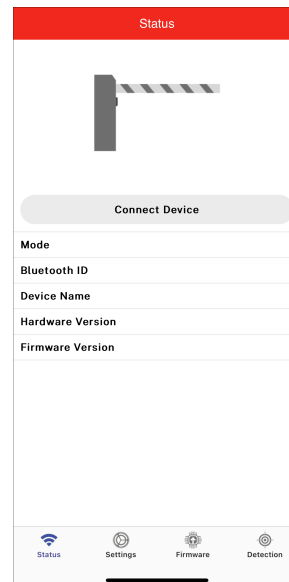 Status
Connect Device
Mode
Bluetooth ID
Device Name
Hardware Version
Firmware Version
Status Settings Firmware Detection